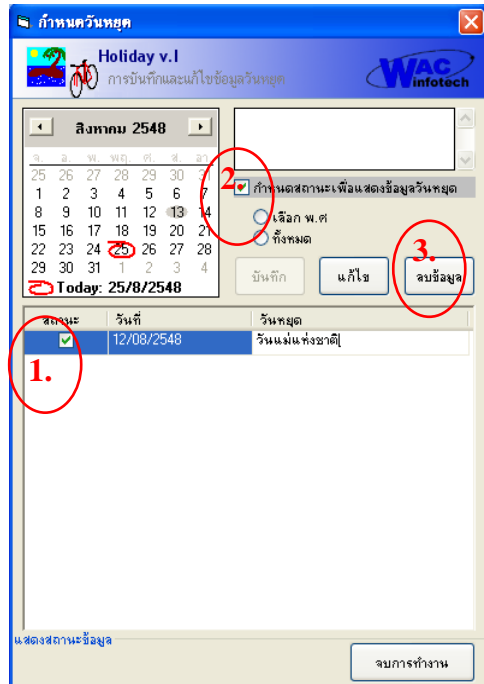 กำหนดวันหยุด
Holiday v.I
การบันทึกและแก้ไขข้อมูลวันหยุด
WAC
infotech
สิงหาคม 2548
จ. อ. พ. พฤ. ศ. ส. อา.
25 26 27 28 29 30 31
1 2 3 4 5 6 7
8 9 10 11 12 13 14
15 16 17 18 19 20 21
22 23 24 25 26 27 28
29 30 31 1 2 3 4
Today: 25/8/2548
2.
กำหนดสถานะเพื่อแสดงข้อมูลวันหยุด
เลือก พ.ศ
ทั้งหมด
3.
บันทึก แก้ไข ลบข้อมูล
สถานะ วันที่ วันหยุด
12/08/2548 วันแม่แห่งชาติ
1.
แสดงสถานะข้อมูล
จบการทำงาน